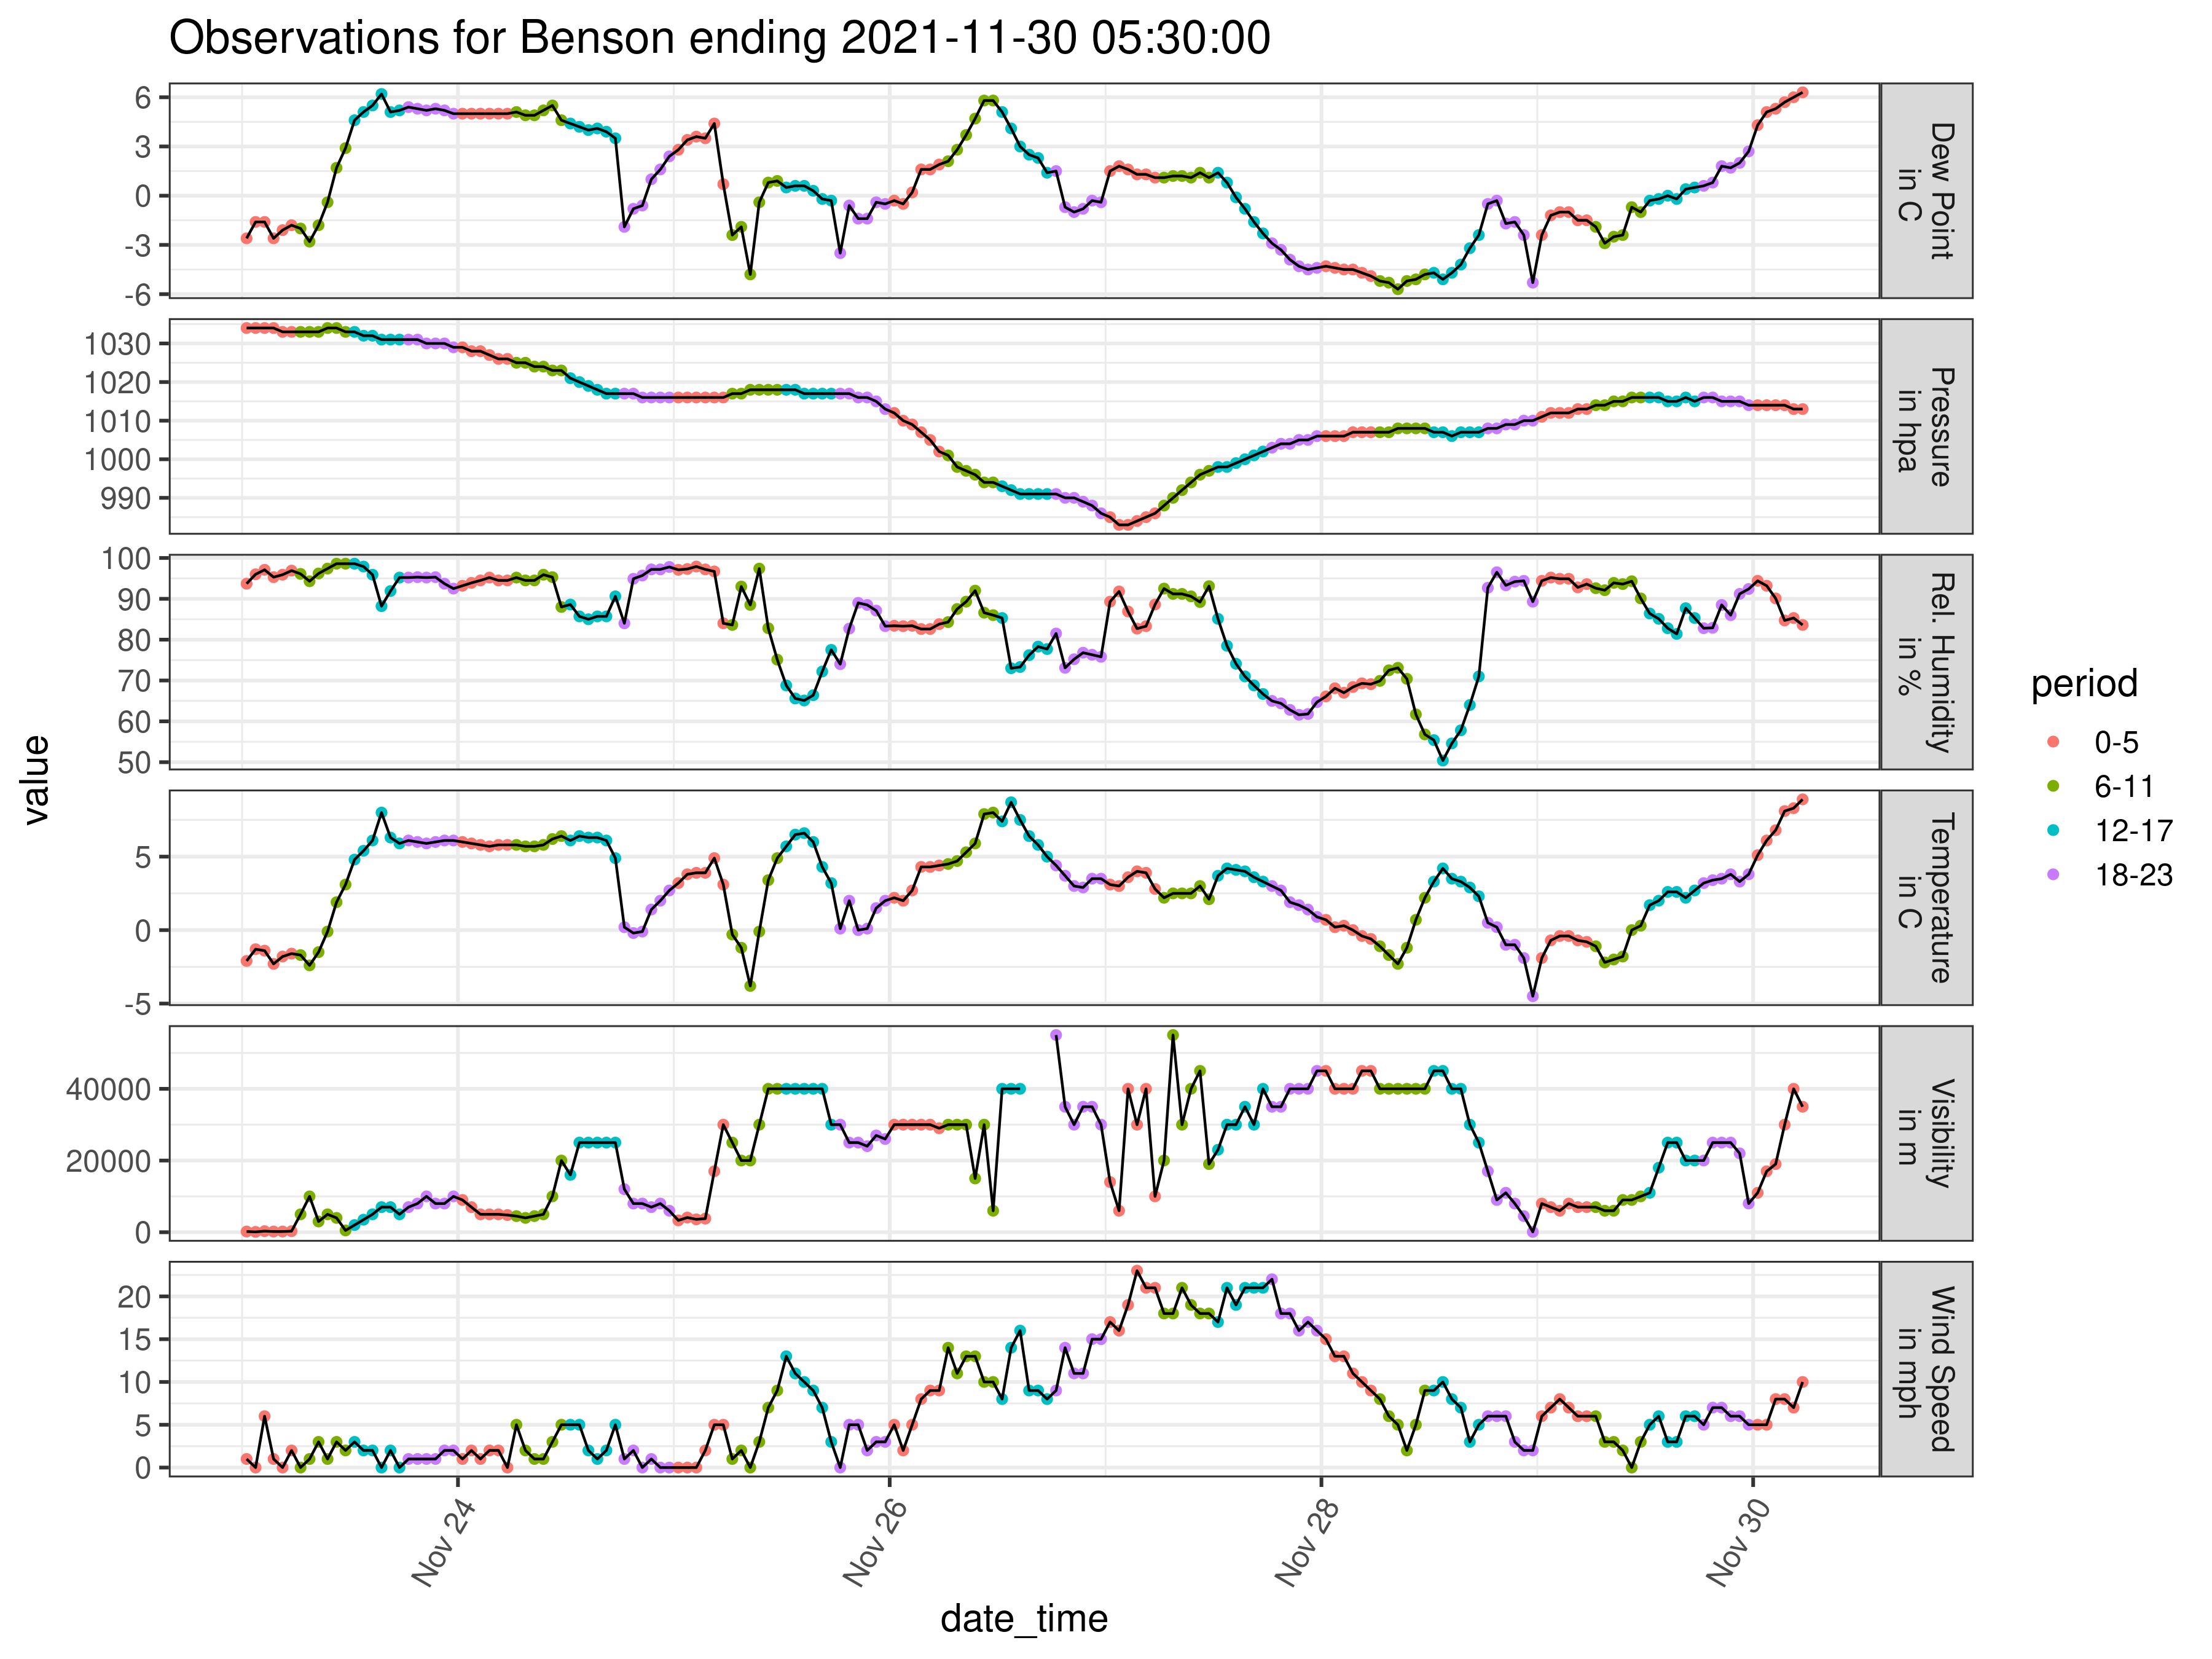 Observations for Benson ending 2021-11-30 05:30:00
value
6
3
0
-3
-6
Dew Point
in C
1030
1020
1010
1000
990
Pressure
in hpa
100
90
80
70
60
50
Rel. Humidity
in %
5
0
-5
Temperature
in C
40000
20000
0
Visibility
in m
20
15
10
5
0
Wind Speed
in mph
Nov 24
Nov 26
Nov 28
Nov 30
date_time
period
0-5
6-11
12-17
18-23